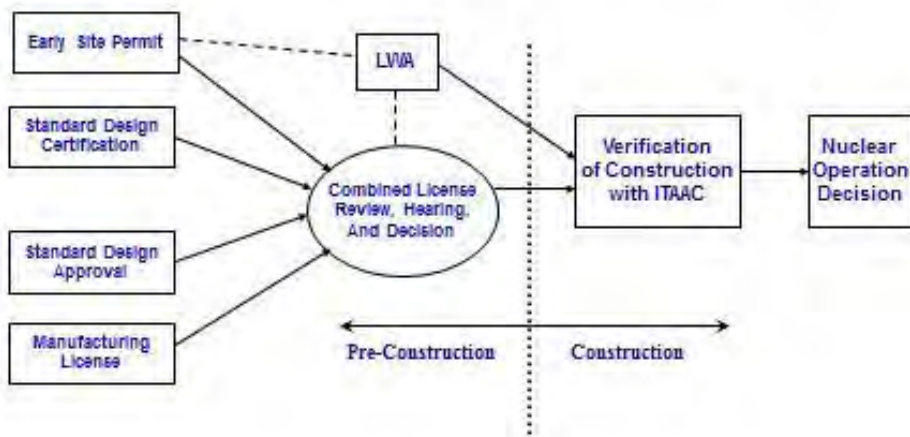 Early Site Permit
LWA
Standard Design
Certification
Verification
of Construction
with ITAAC
Nuclear
Operation
Decision
Combined License
Review, Hearing,
And Decision
Standard Design
Approval
Manufacturing
License
Pre-Construction
Construction